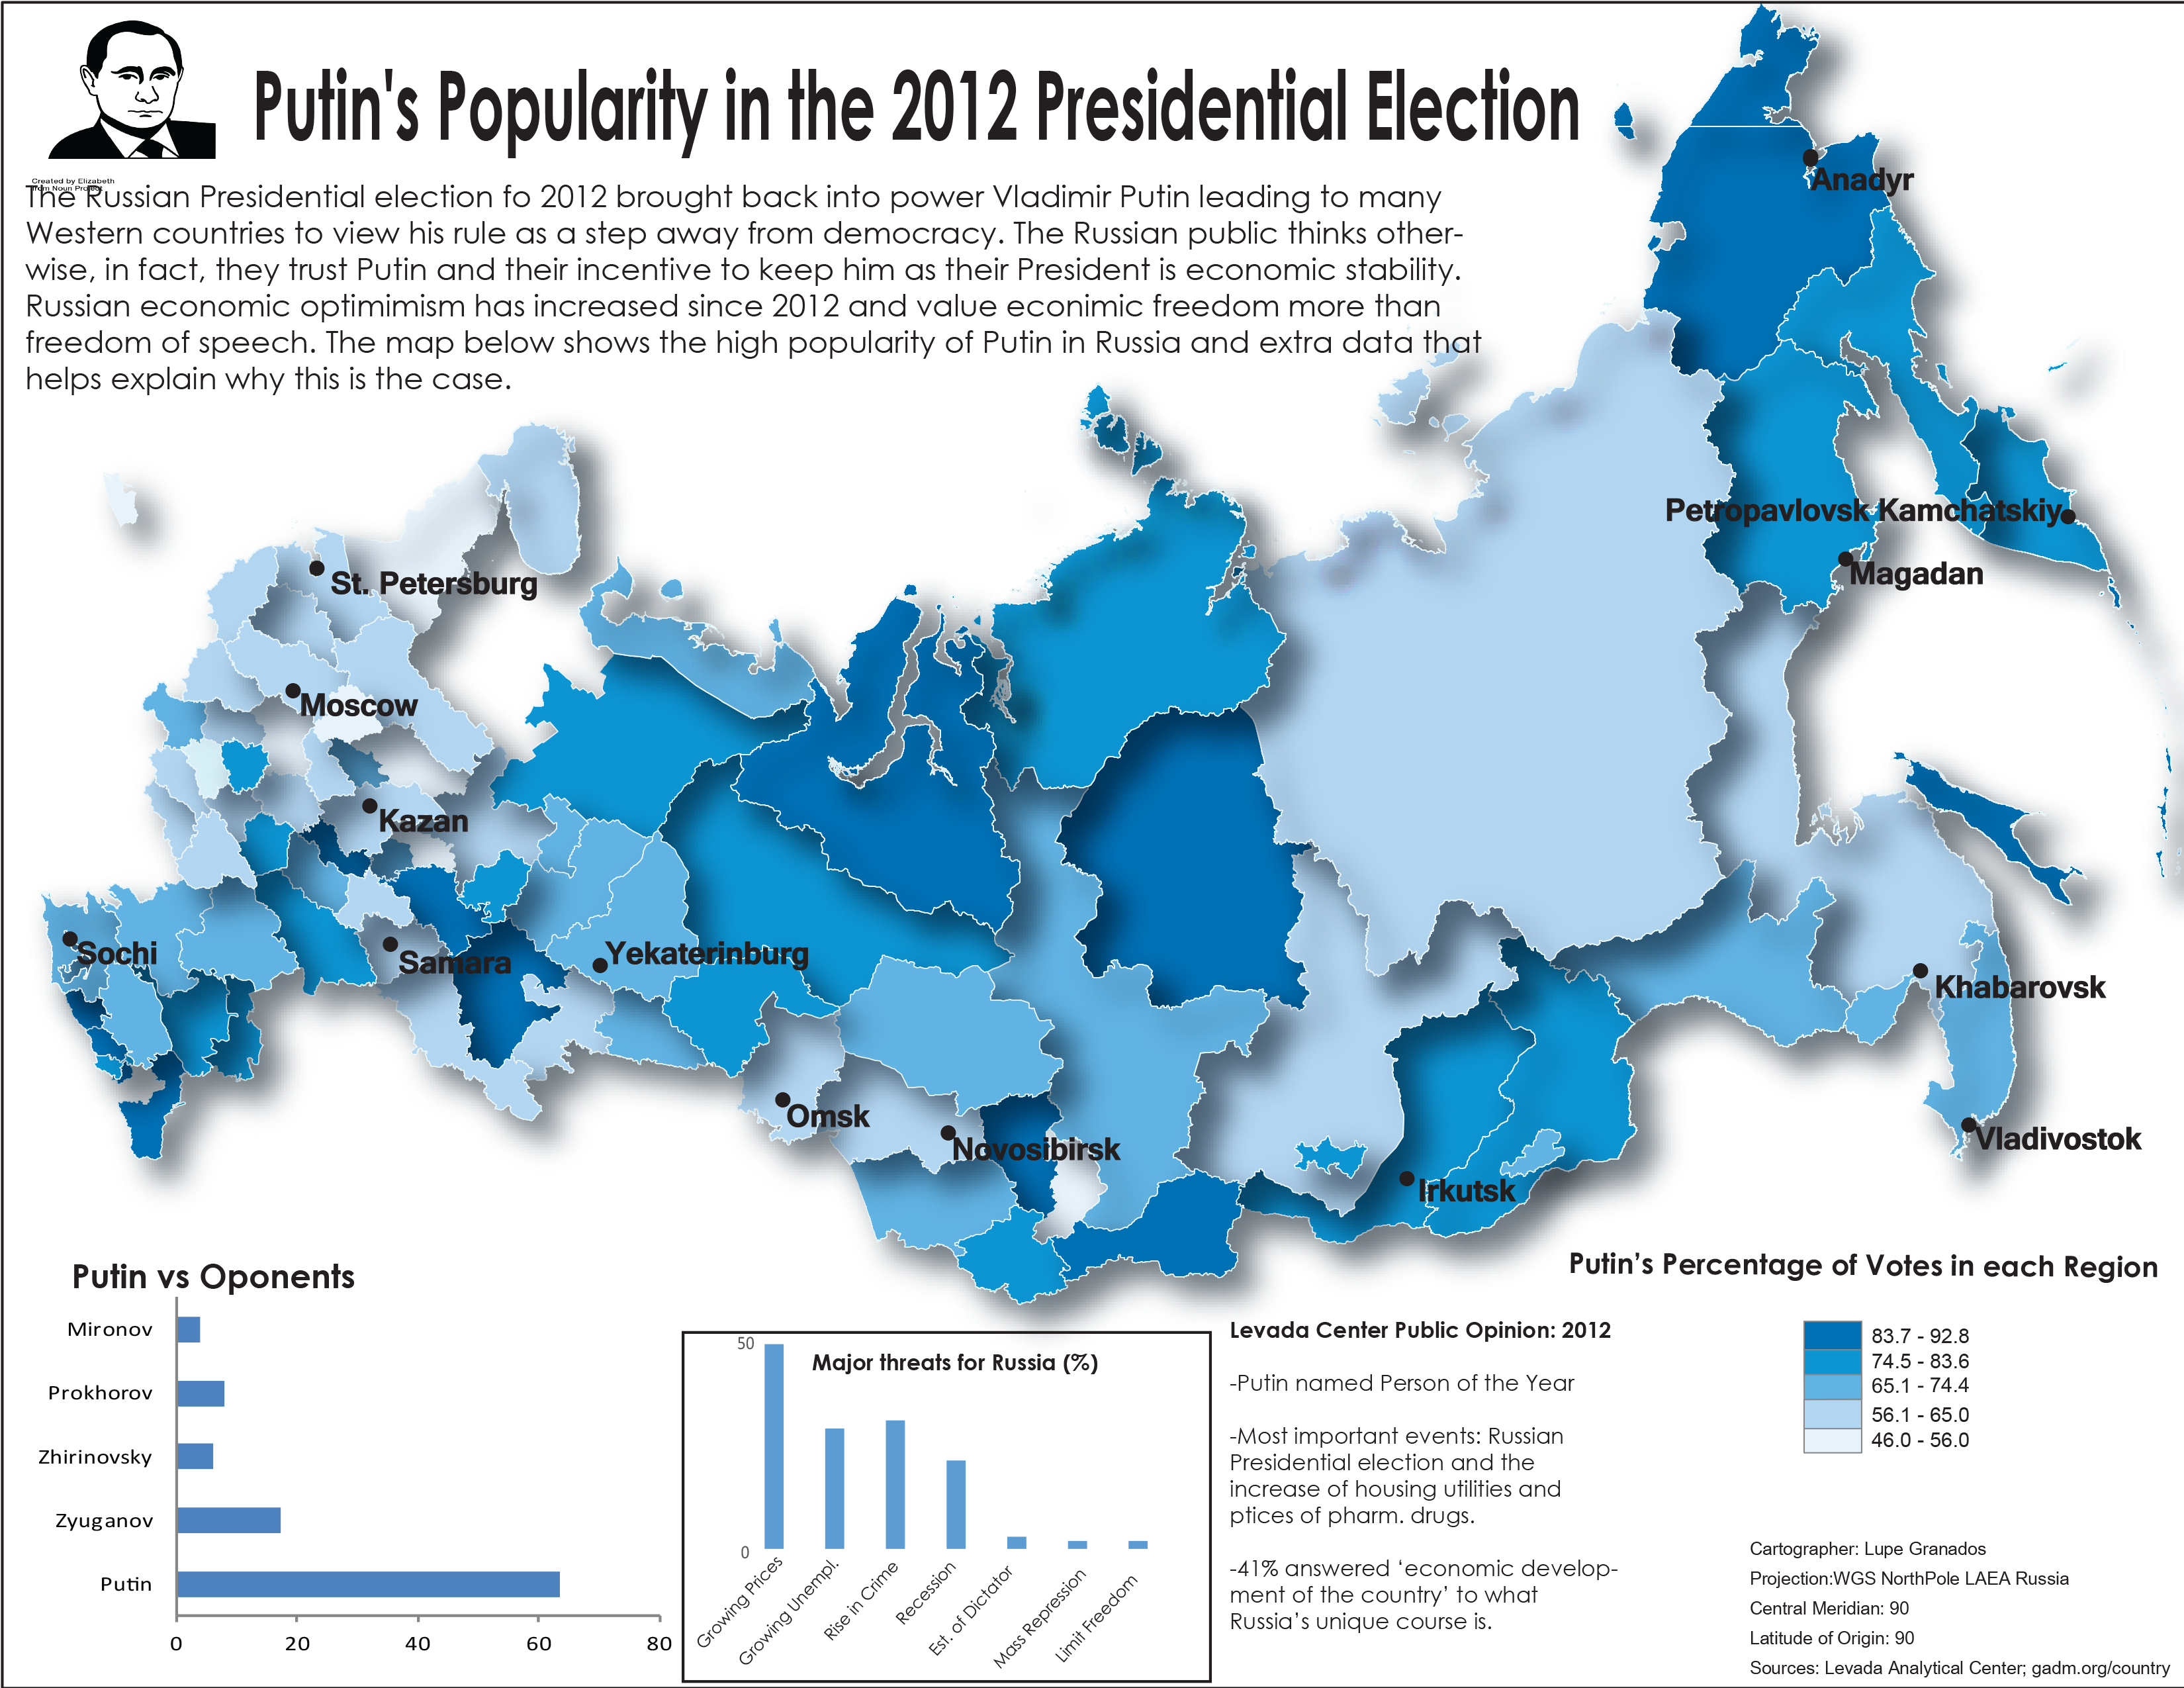 Putin's Popularity in the 2012 Presidential Election
Created by Elizabeth
from Noun Project
The Russian Presidential election fo 2012 brought back into power Vladimir Putin leading to many
Western countries to view his rule as a step away from democracy. The Russian public thinks other-
wise, in fact, they trust Putin and their incentive to keep him as their President is economic stability.
Russian economic optimimism has increased since 2012 and value econimic freedom more than
freedom of speech. The map below shows the high popularity of Putin in Russia and extra data that
helps explain why this is the case.
Anadyr
Petropavlovsk Kamchatskiy
Magadan
St. Petersburg
Moscow
Kazan
Sochi
Samara
Yekaterinburg
Khabarovsk
Omsk
Novosibirsk
Vladivostok
Irkutsk
Putin vs Oponents
Mironov
Prokhorov
Zhirinovsky
Zyuganov
Putin
0 20 40 60 80
Major threats for Russia (%)
50
0
Growing Prices
Growing Unempl.
Rise in Crime
Recession
Est. of Dictator
Mass Repression
Limit Freedom
Levada Center Public Opinion: 2012
-Putin named Person of the Year
-Most important events: Russian
Presidential election and the
increase of housing utilities and
ptices of pharm. drugs.
-41% answered ‘economic develop-
ment of the country’ to what
Russia’s unique course is.
Putin’s Percentage of Votes in each Region
83.7 - 92.8
74.5 - 83.6
65.1 - 74.4
56.1 - 65.0
46.0 - 56.0
Cartographer: Lupe Granados
Projection:WGS NorthPole LAEA Russia
Central Meridian: 90
Latitude of Origin: 90
Sources: Levada Analytical Center; gadm.org/country